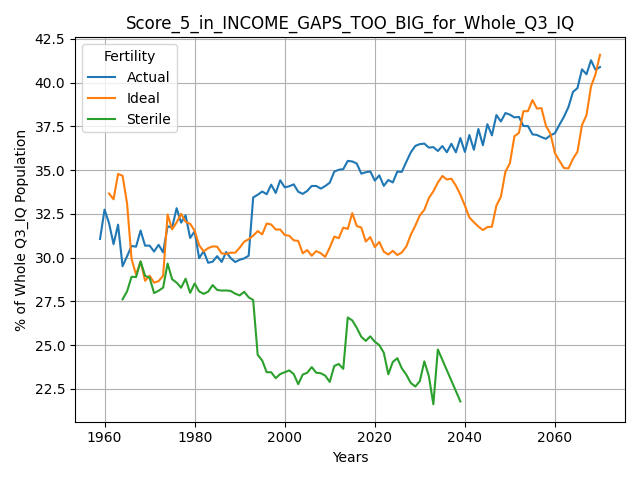 Score_5_in_INCOME_GAPS_TOO_BIG_for_Whole_Q3_IQ
% of Whole Q3_IQ Population
42.5
40.0
37.5
35.0
32.5
30.0
27.5
25.0
22.5
Fertility
Actual
Ideal
Sterile
1960
1980
2000
2020
2040
2060
Years